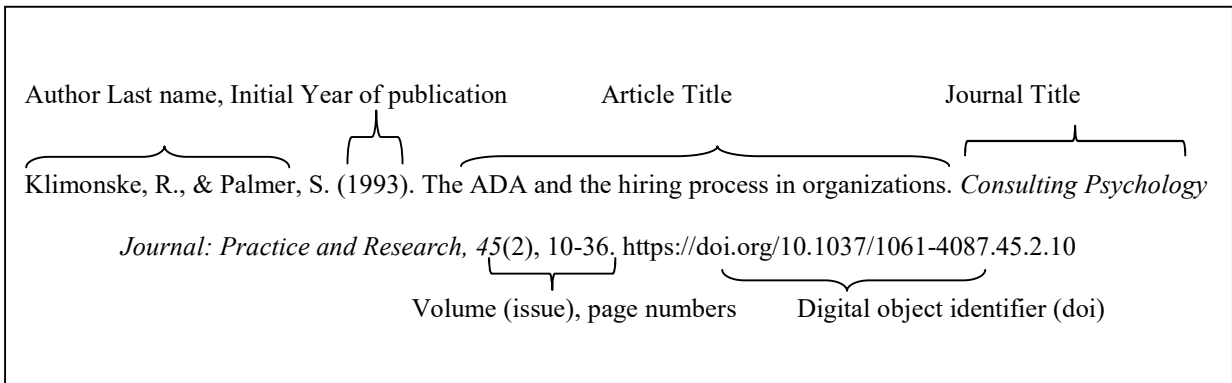 Author Last name, Initial Year of publication Article Title Journal Title
Klimonske, R., & Palmer, S. (1993). The ADA and the hiring process in organizations. Consulting Psychology
Journal: Practice and Research, 45(2), 10-36. https://doi.org/10.1037/1061-4087.45.2.10
Volume (issue), page numbers Digital object identifier (doi)